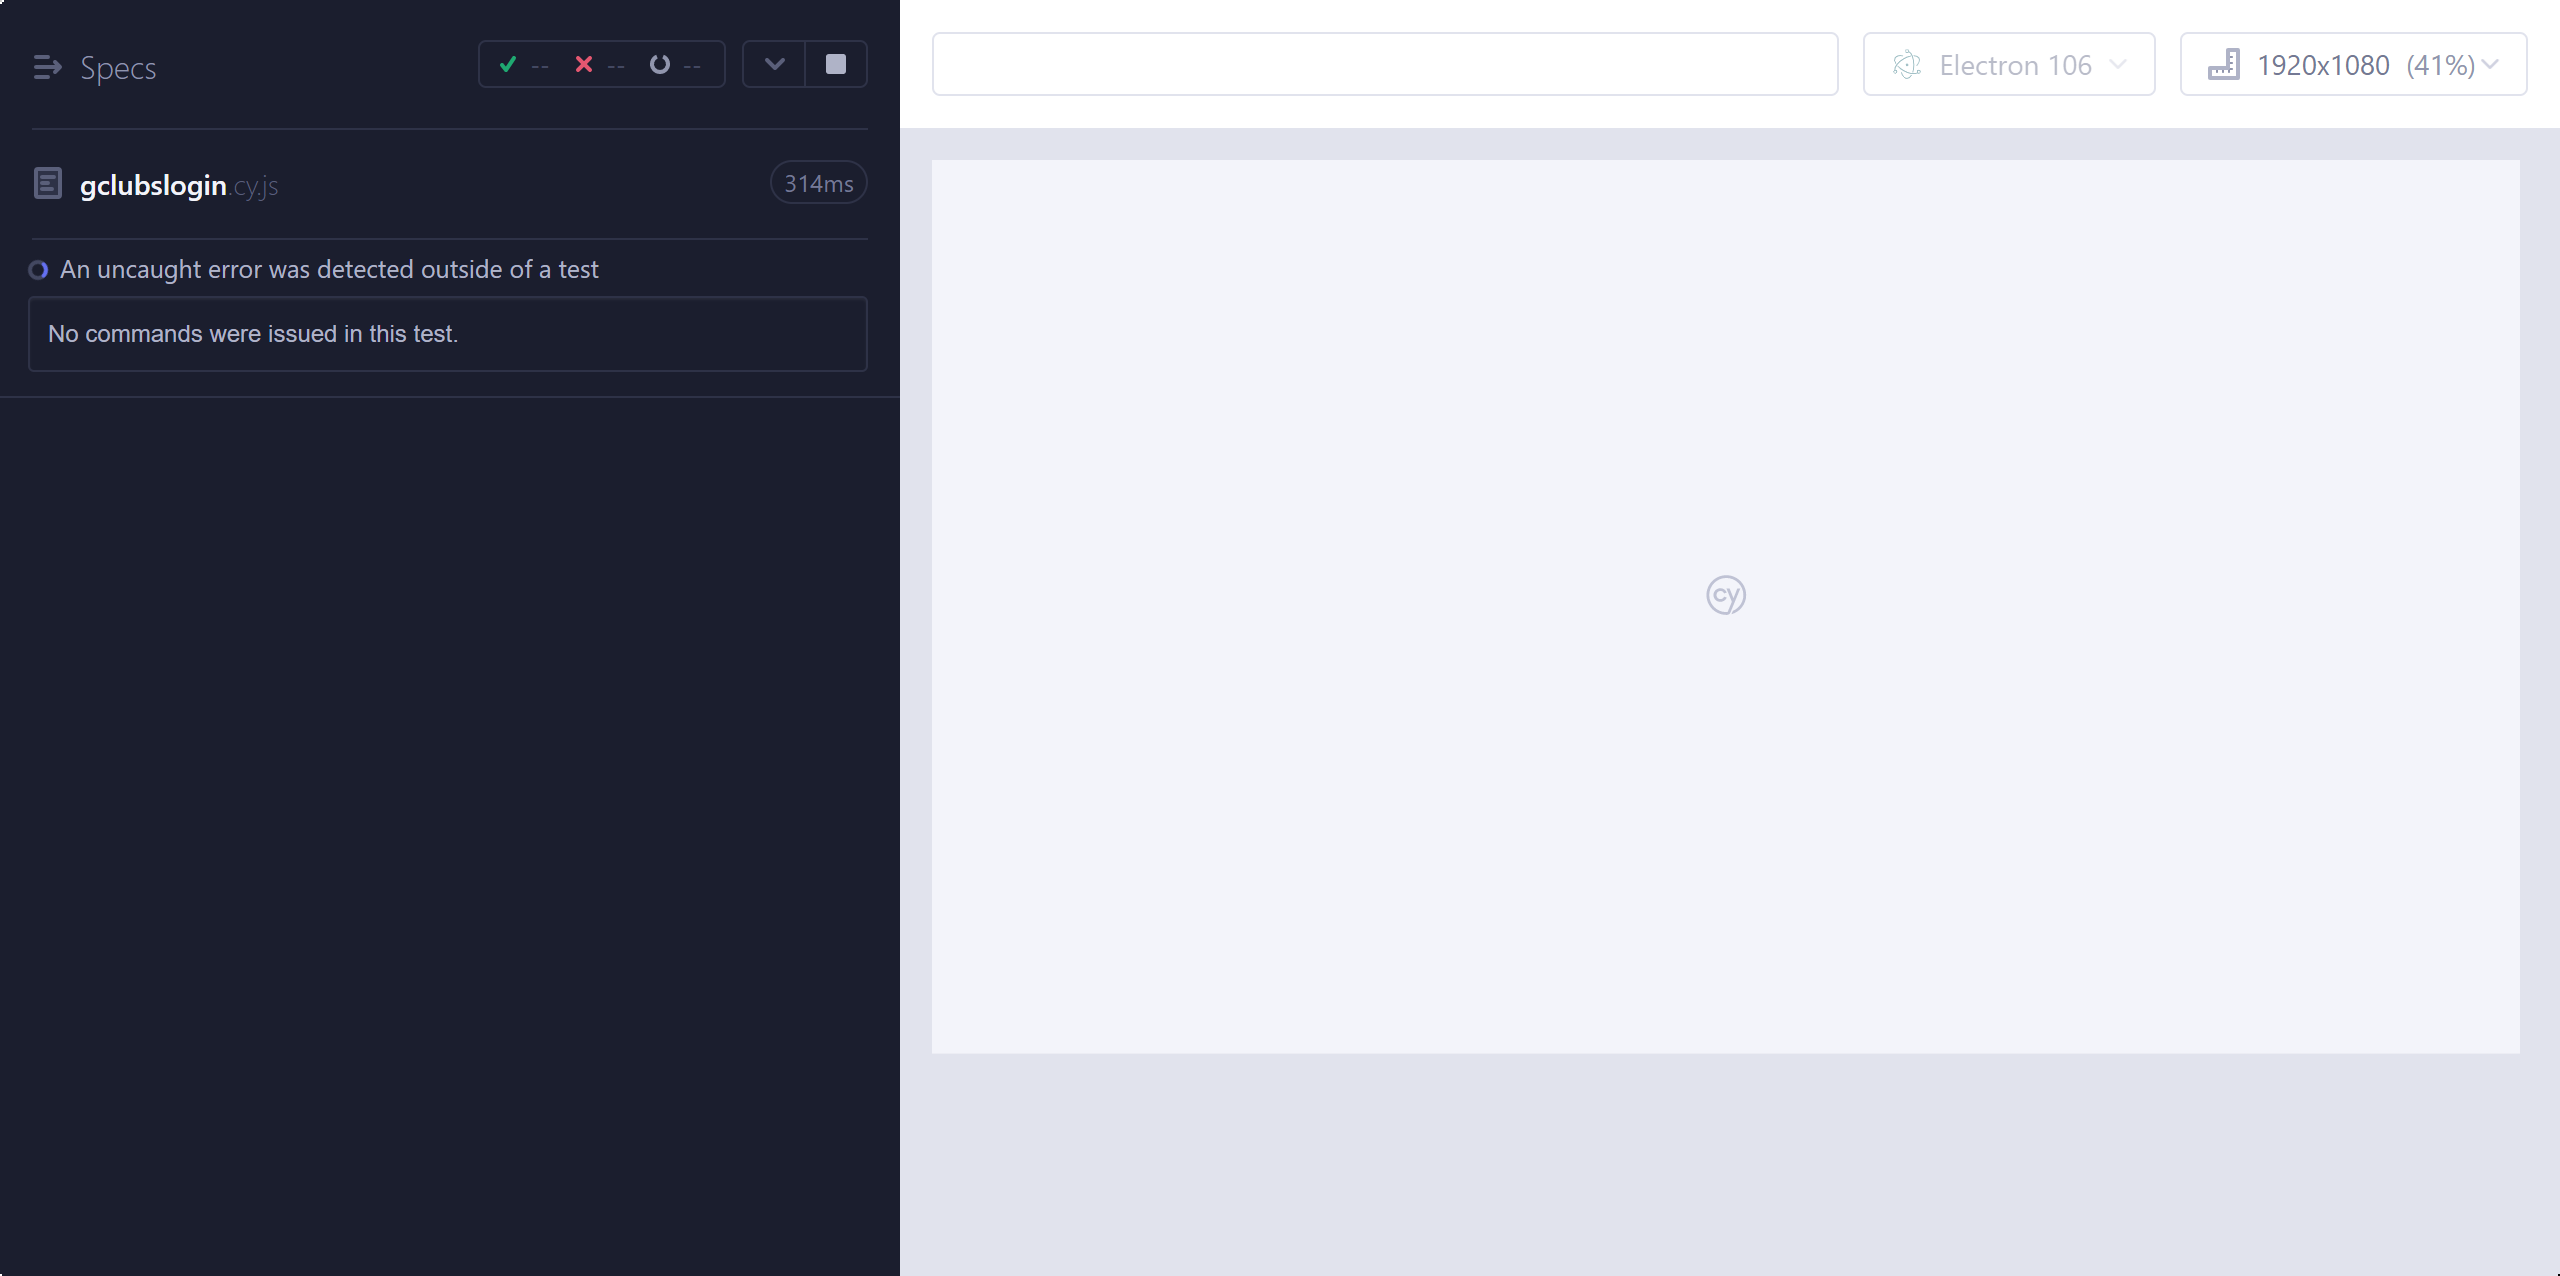 Specs
--
--
--
gclubslogin.cy.js
314ms
An uncaught error was detected outside of a test
No commands were issued in this test.
Electron 106
1920x1080 (41%)
cy